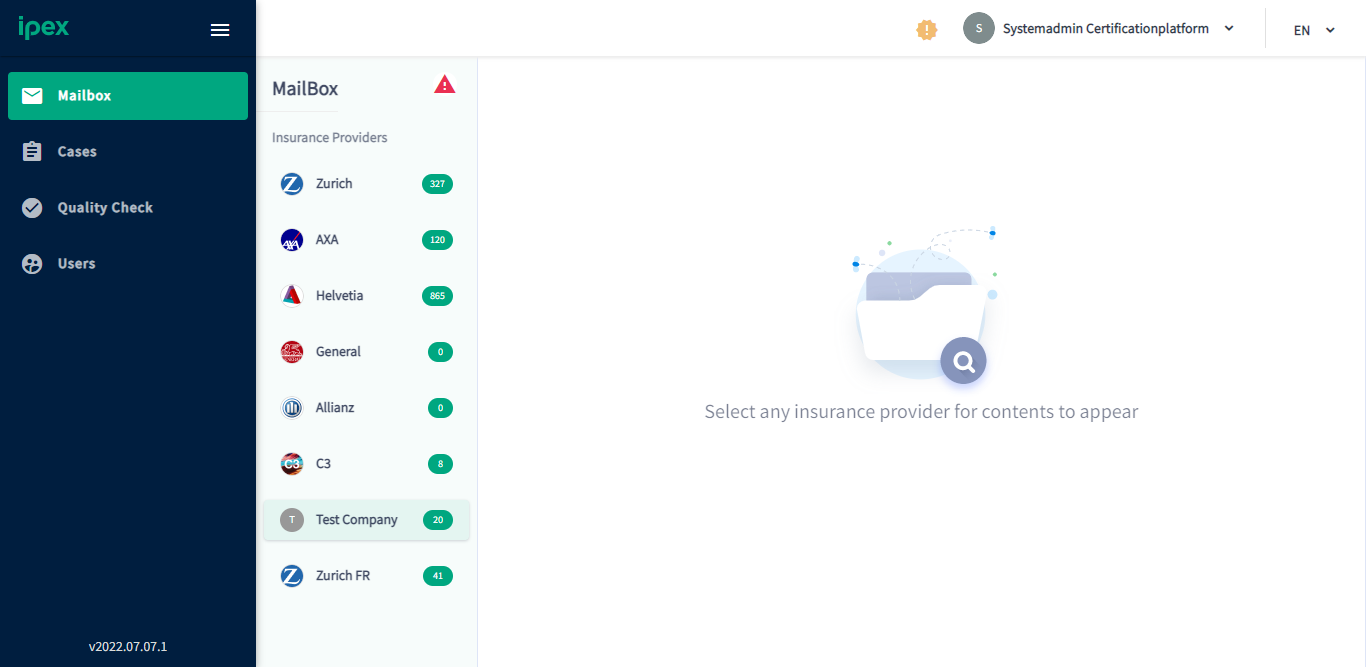 ipex
S
Systemadmin Certificationplatform
EN
Mailbox
Cases
Quality Check
Users
v2022.07.07.1
MailBox
Insurance Providers
Zurich
327
AXA
AXA
120
Helvetia
865
General
0
Allianz
0
C3
C3
8
T
Test Company
20
Zurich FR
41
Select any insurance provider for contents to appear